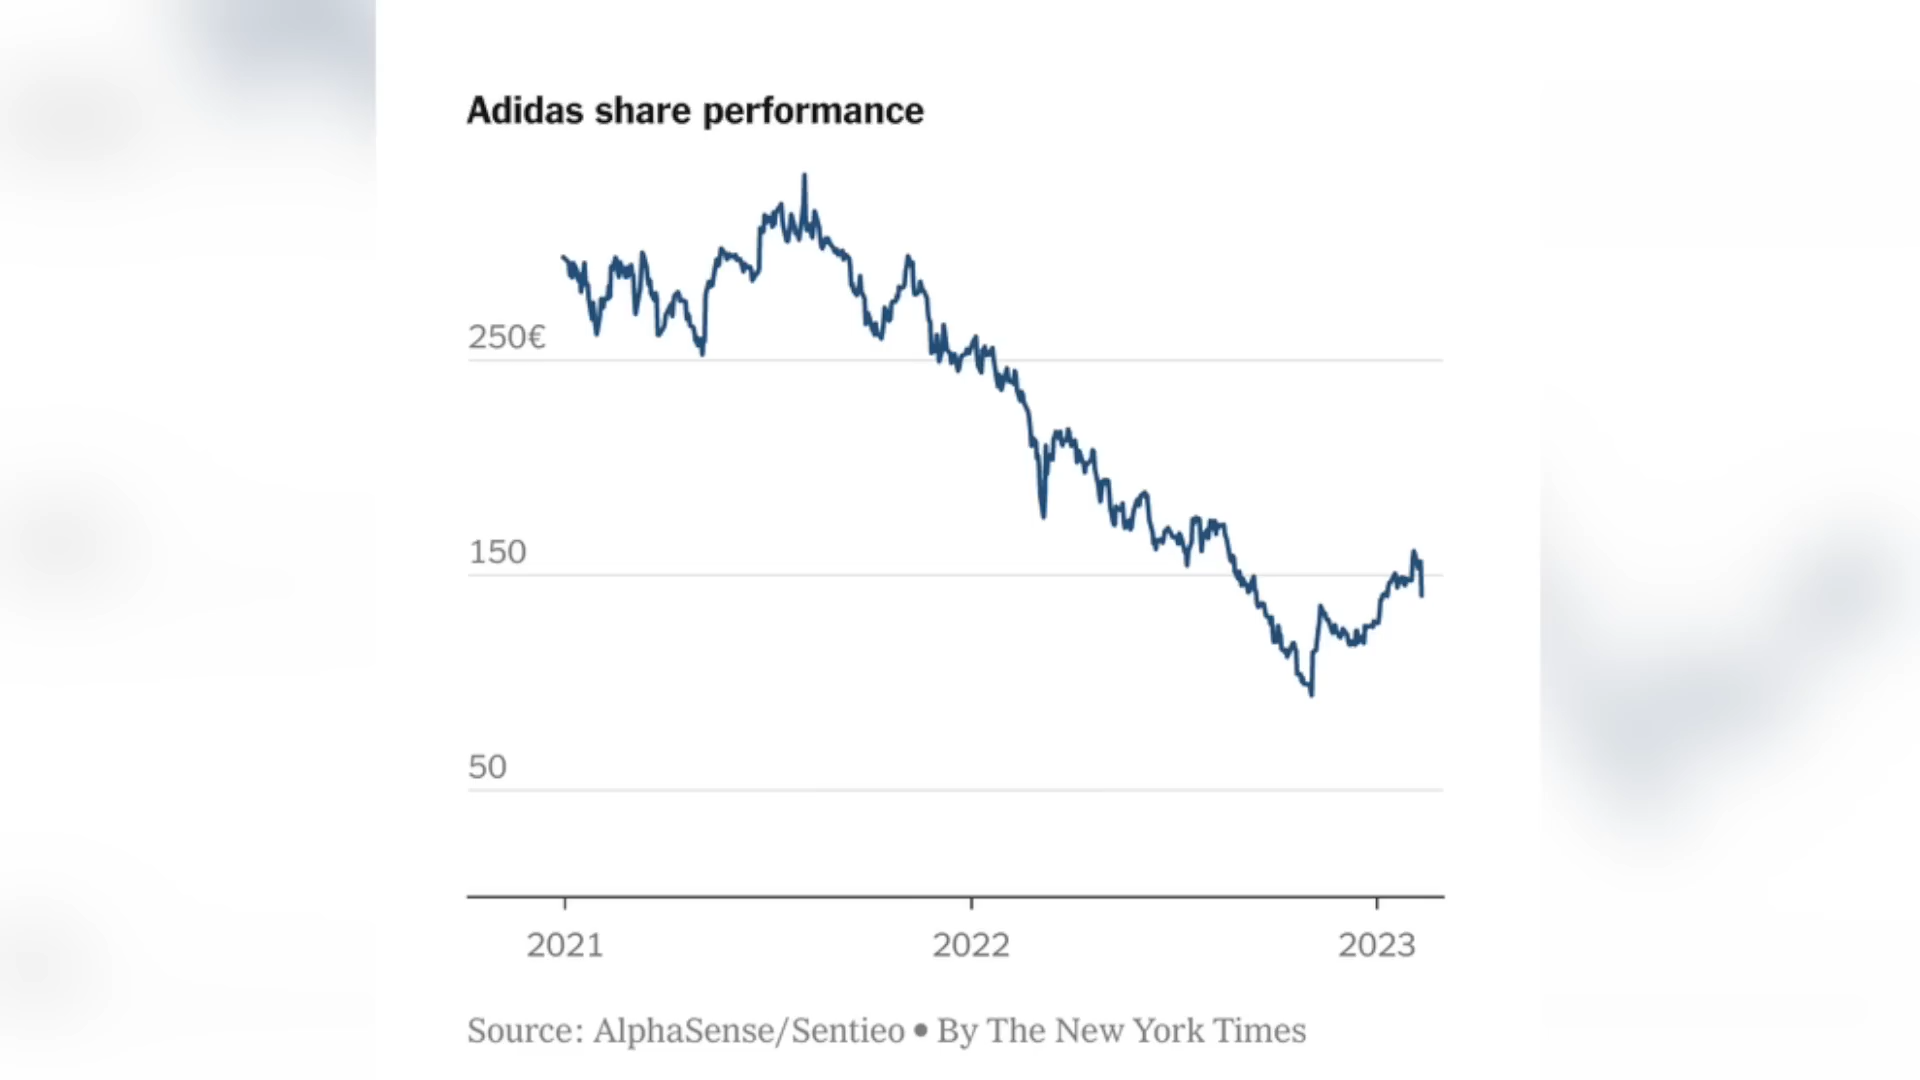 Adidas share performance
250€
150
50
2021 2022 2023
Source: AlphaSense/Sentieo • By The New York Times